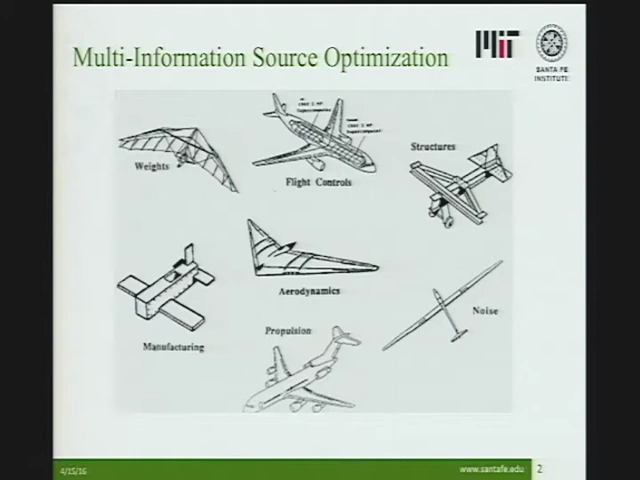 Multi-Information Source Optimization
MIT
SANTA FE
INSTITUTE
Weights
Flight Controls
Structures
Aerodynamics
Manufacturing
Noise
Propulsion
4/15/16
www.santafe.edu
2